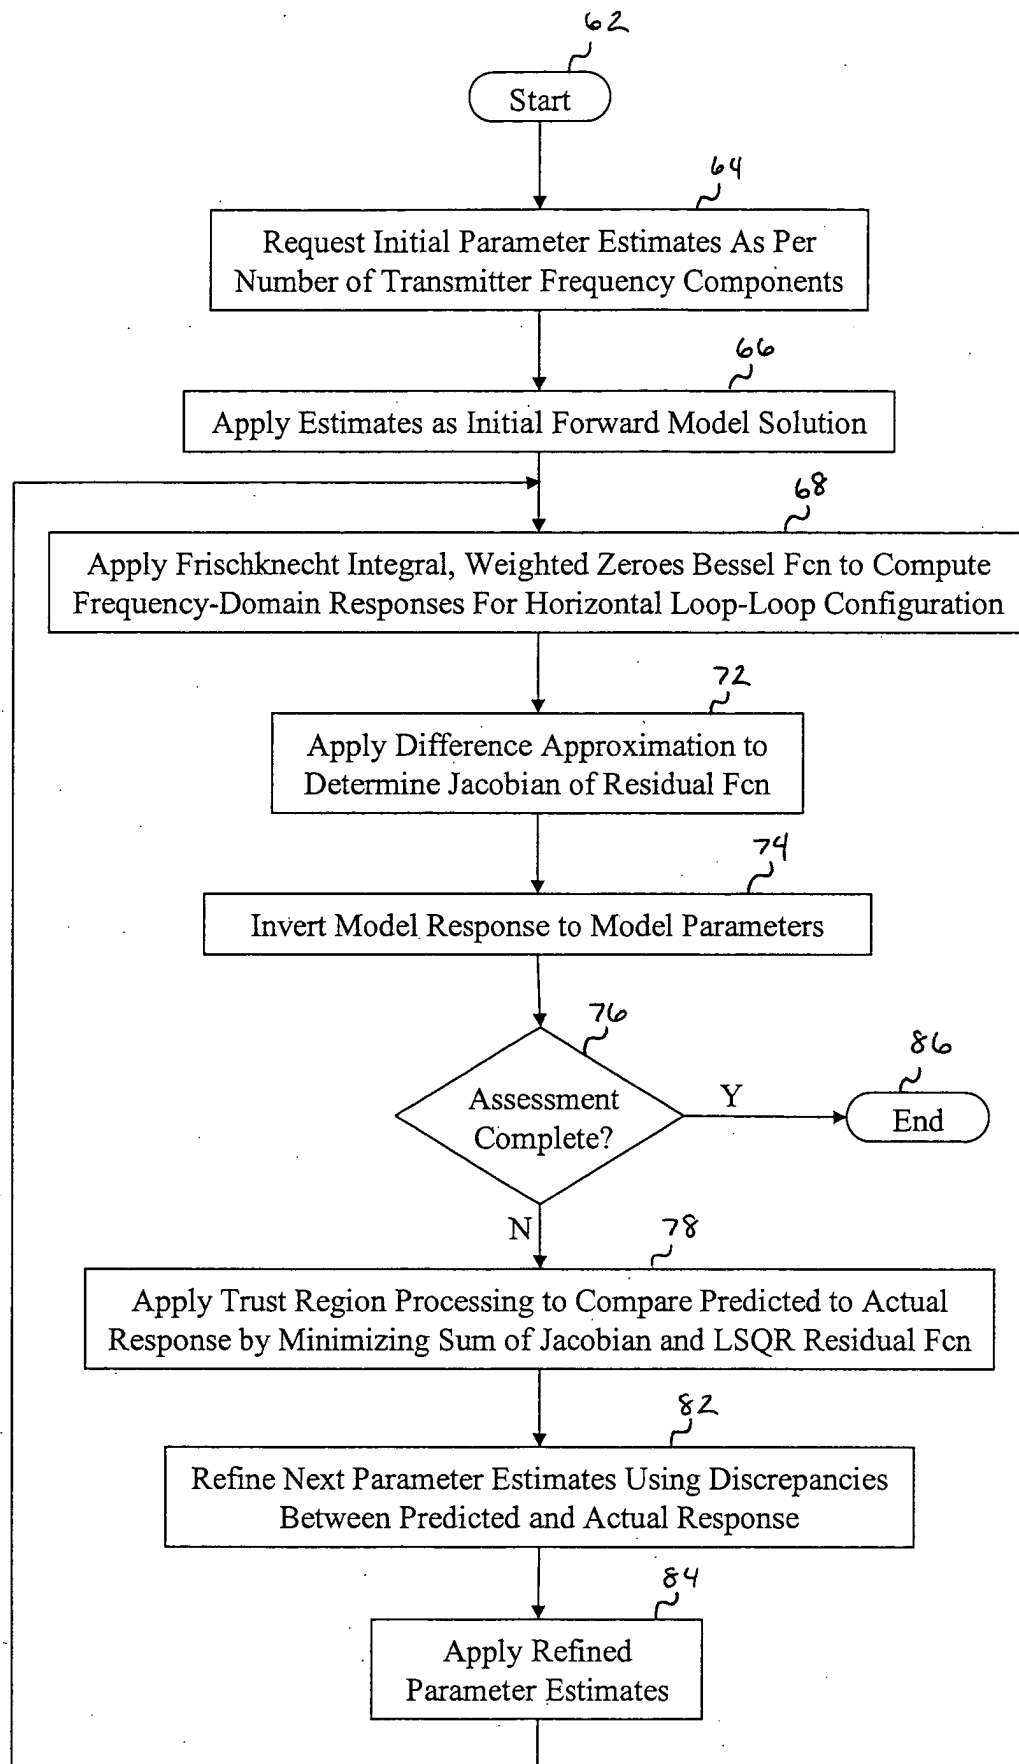 62
Start
64
Request Initial Parameter Estimates As Per
Number of Transmitter Frequency Components
66
Apply Estimates as Initial Forward Model Solution
68
Apply Frischknecht Integral, Weighted Zeroes Bessel Fcn to Compute
Frequency-Domain Responses For Horizontal Loop-Loop Configuration
72
Apply Difference Approximation to
Determine Jacobian of Residual Fcn
74
Invert Model Response to Model Parameters
76
Assessment
Complete?
Y
86
End
N
78
Apply Trust Region Processing to Compare Predicted to Actual
Response by Minimizing Sum of Jacobian and LSQR Residual Fcn
82
Refine Next Parameter Estimates Using Discrepancies
Between Predicted and Actual Response
84
Apply Refined
Parameter Estimates